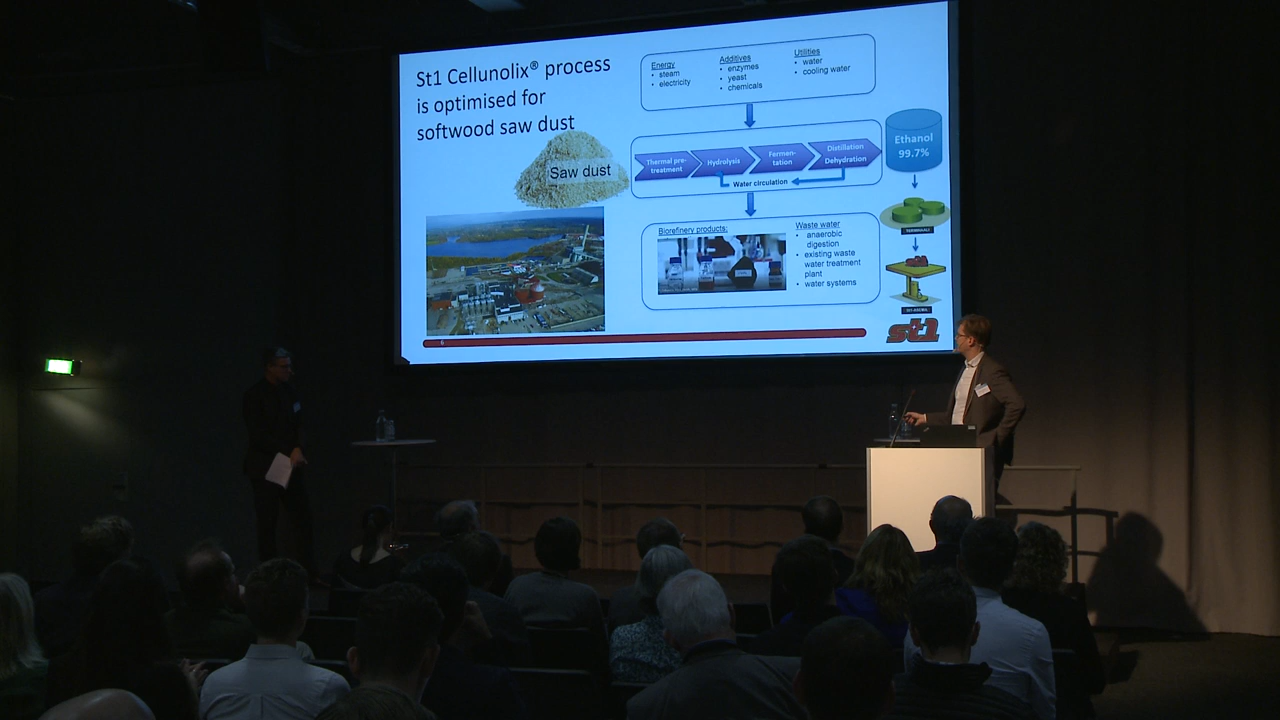 St1 Cellunolix® process
is optimised for
softwood saw dust
Saw dust
Energy
• steam
• electricity
Additives
• enzymes
• yeast
• chemicals
Utilities
• water
• cooling water
Thermal pre-
treatment
Hydrolysis
Fermen-
tation
Distillation
Dehydration
Water circulation
Ethanol
99.7%
Biorefinery products:
Waste water
• anaerobic
digestion
• existing waste
water treatment
plant
• water systems
TERMINAALI
6
st1